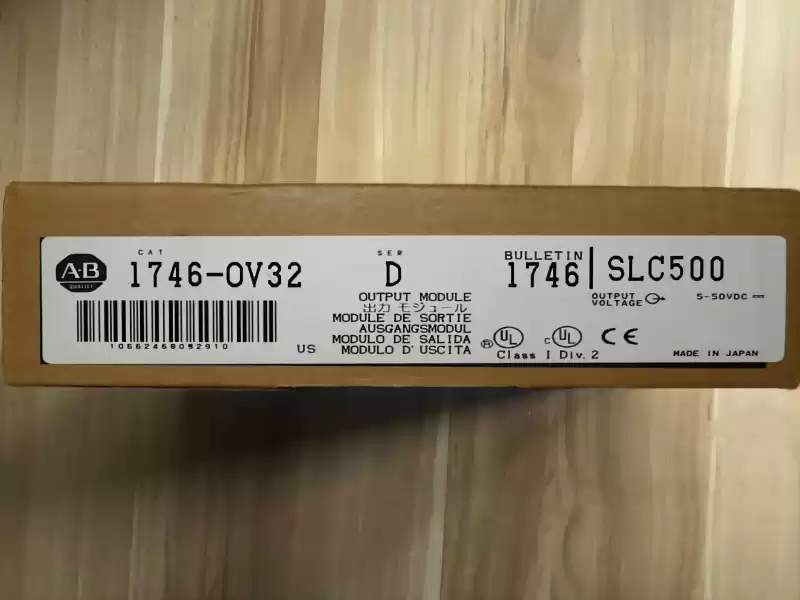 A-B
QUALITY
CAT
1746-OV32
SER
D
BULLETIN
1746
SLC500
OUTPUT MODULE
出力 モジュール
MODULE DE SORTIE
AUSGANGSMODUL
MODULO DE SALIDA
MODULO D'USCITA
OUTPUT
VOLTAGE
5-50VDC
US
R UL
C UL
CE
Class I Div. 2
MADE IN JAPAN